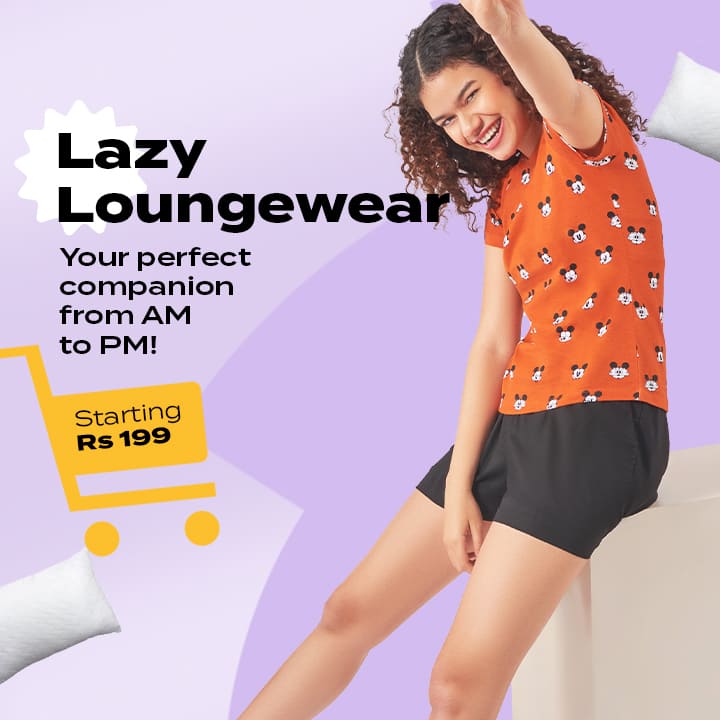 Lazy
Loungewear
Your perfect
companion
from AM
to PM!
Starting
Rs 199